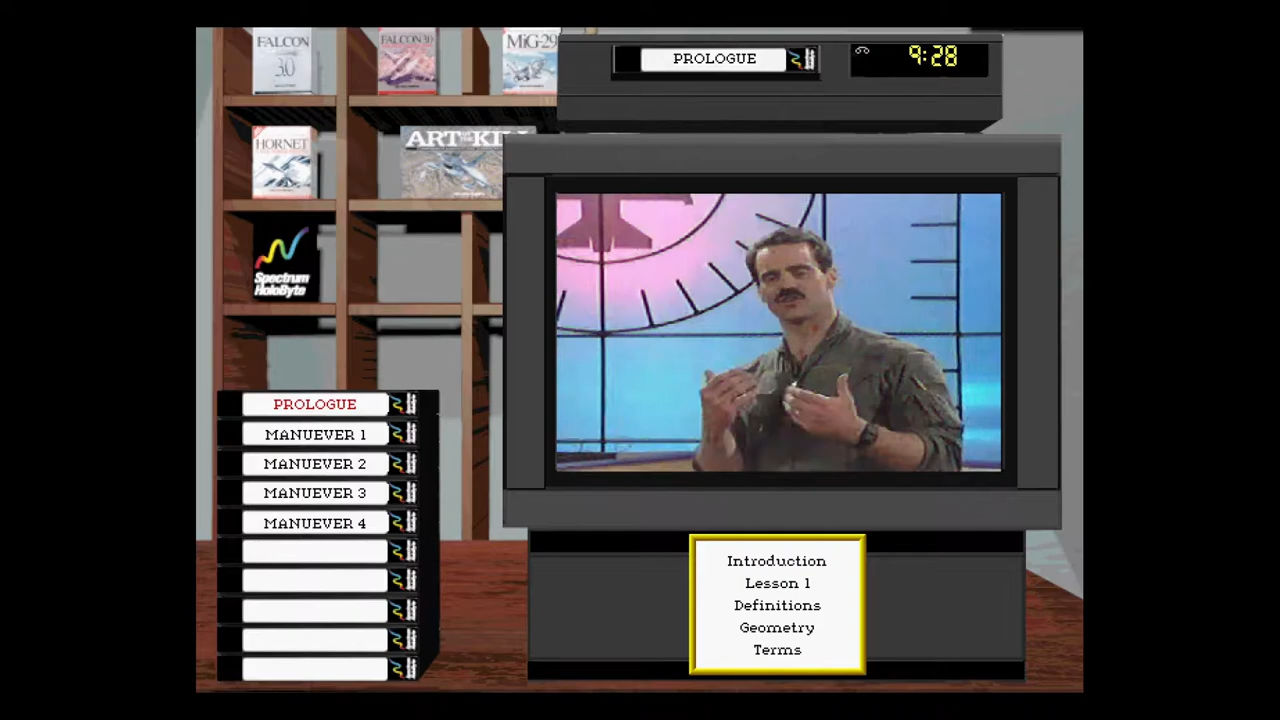 FALCON
3.0
FALCON 3.0
MiG-29
HORNET
ART OF THE KILL
Spectrum
HoloByte
PROLOGUE
9:28
PROLOGUE
MANUEVER 1
MANUEVER 2
MANUEVER 3
MANUEVER 4
Introduction
Lesson 1
Definitions
Geometry
Terms